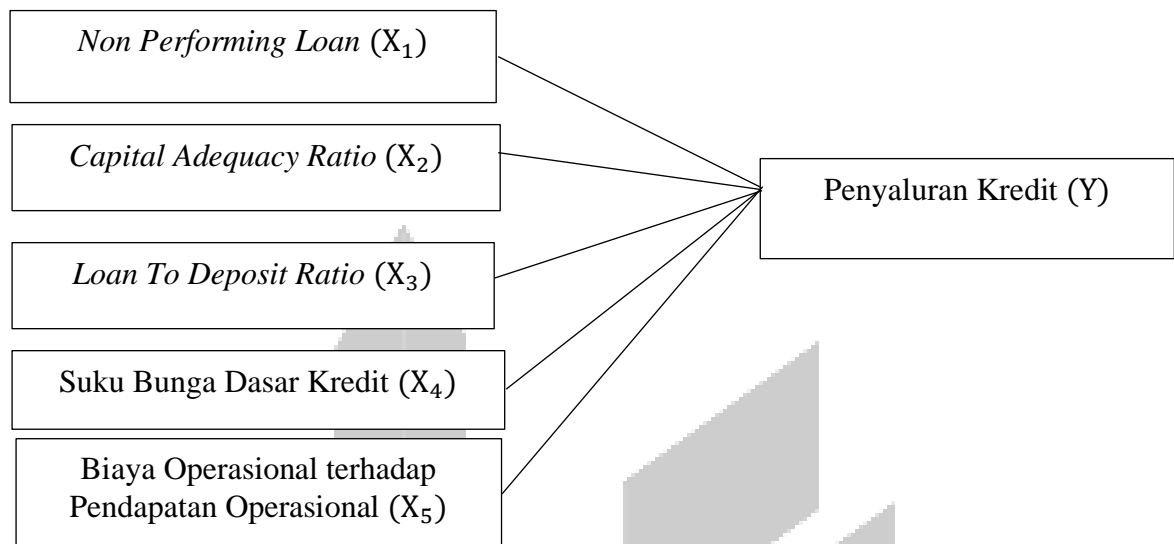 Non Performing Loan (X₁)
Capital Adequacy Ratio (X₂)
Penyaluran Kredit (Y)
Loan To Deposit Ratio (X₃)
Suku Bunga Dasar Kredit (X₄)
Biaya Operasional terhadap
Pendapatan Operasional (X₅)